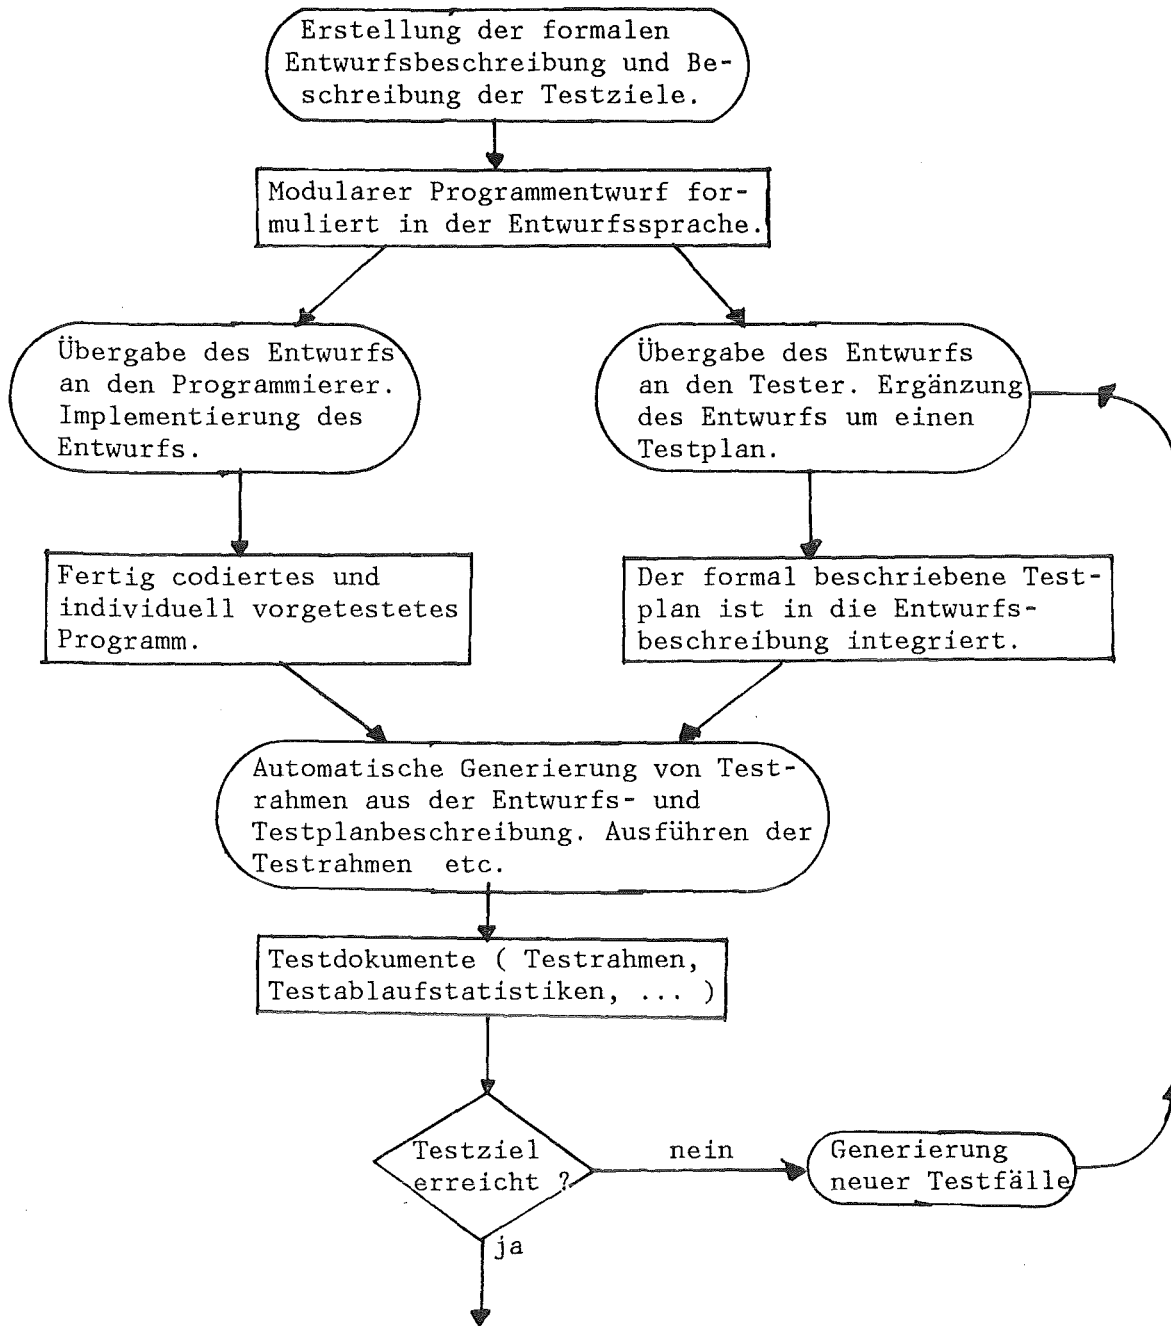 Erstellung der formalen
Entwurfsbeschreibung und Be-
schreibung der Testziele.
Modularer Programmentwurf for-
muliert in der Entwurfssprache.
Übergabe des Entwurfs
an den Programmierer.
Implementierung des
Entwurfs.
Übergabe des Entwurfs
an den Tester. Ergänzung
des Entwurfs um einen
Testplan.
Fertig codiertes und
individuell vorgetestetes
Programm.
Der formal beschriebene Test-
plan ist in die Entwurfs-
beschreibung integriert.
Automatische Generierung von Test-
rahmen aus der Entwurfs- und
Testplanbeschreibung. Ausführen der
Testrahmen etc.
Testdokumente ( Testrahmen,
Testablaufstatistiken, ... )
Testziel
erreicht ?
nein
Generierung
neuer Testfälle
ja